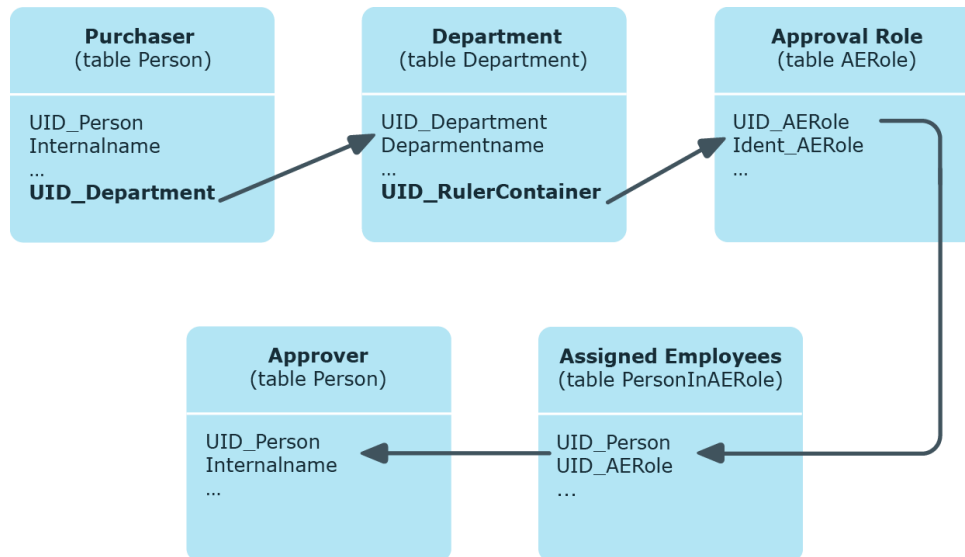 Purchaser
(table Person)
UID_Person
Internalname
...
UID_Department
Department
(table Department)
UID_Department
Deparmentname
...
UID_RulerContainer
Approval Role
(table AERole)
UID_AERole
Ident_AERole
...
Approver
(table Person)
UID_Person
Internalname
...
Assigned Employees
(table PersonInAERole)
UID_Person
UID_AERole
...